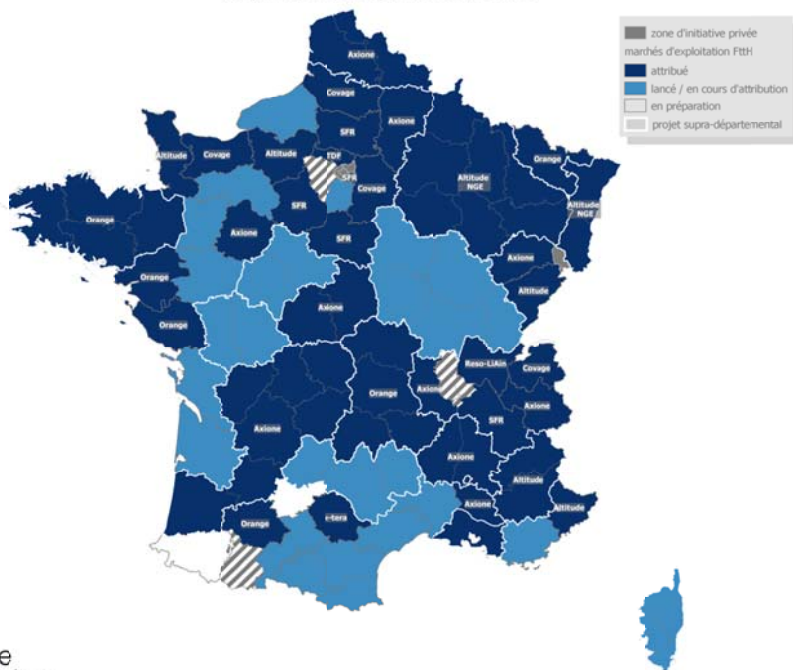 zone d'initiative privée
marchés d'exploitation FttH
attribué
lancé / en cours d'attribution
en préparation
projet supra-départemental
Axione
Covage
SFR
Axione
Altitude
Covage
Altitude
TDF
SFR
Covage
Altitude
NGE
Orange
Altitude
NGE
Orange
SFR
Axione
SFR
Axione
Altitude
Orange
Orange
Axione
Orange
Axione
Reso-LiAin
Covage
Axione
SFR
Axione
Axione
Altitude
Axione
Altitude
Orange
e-tera
e